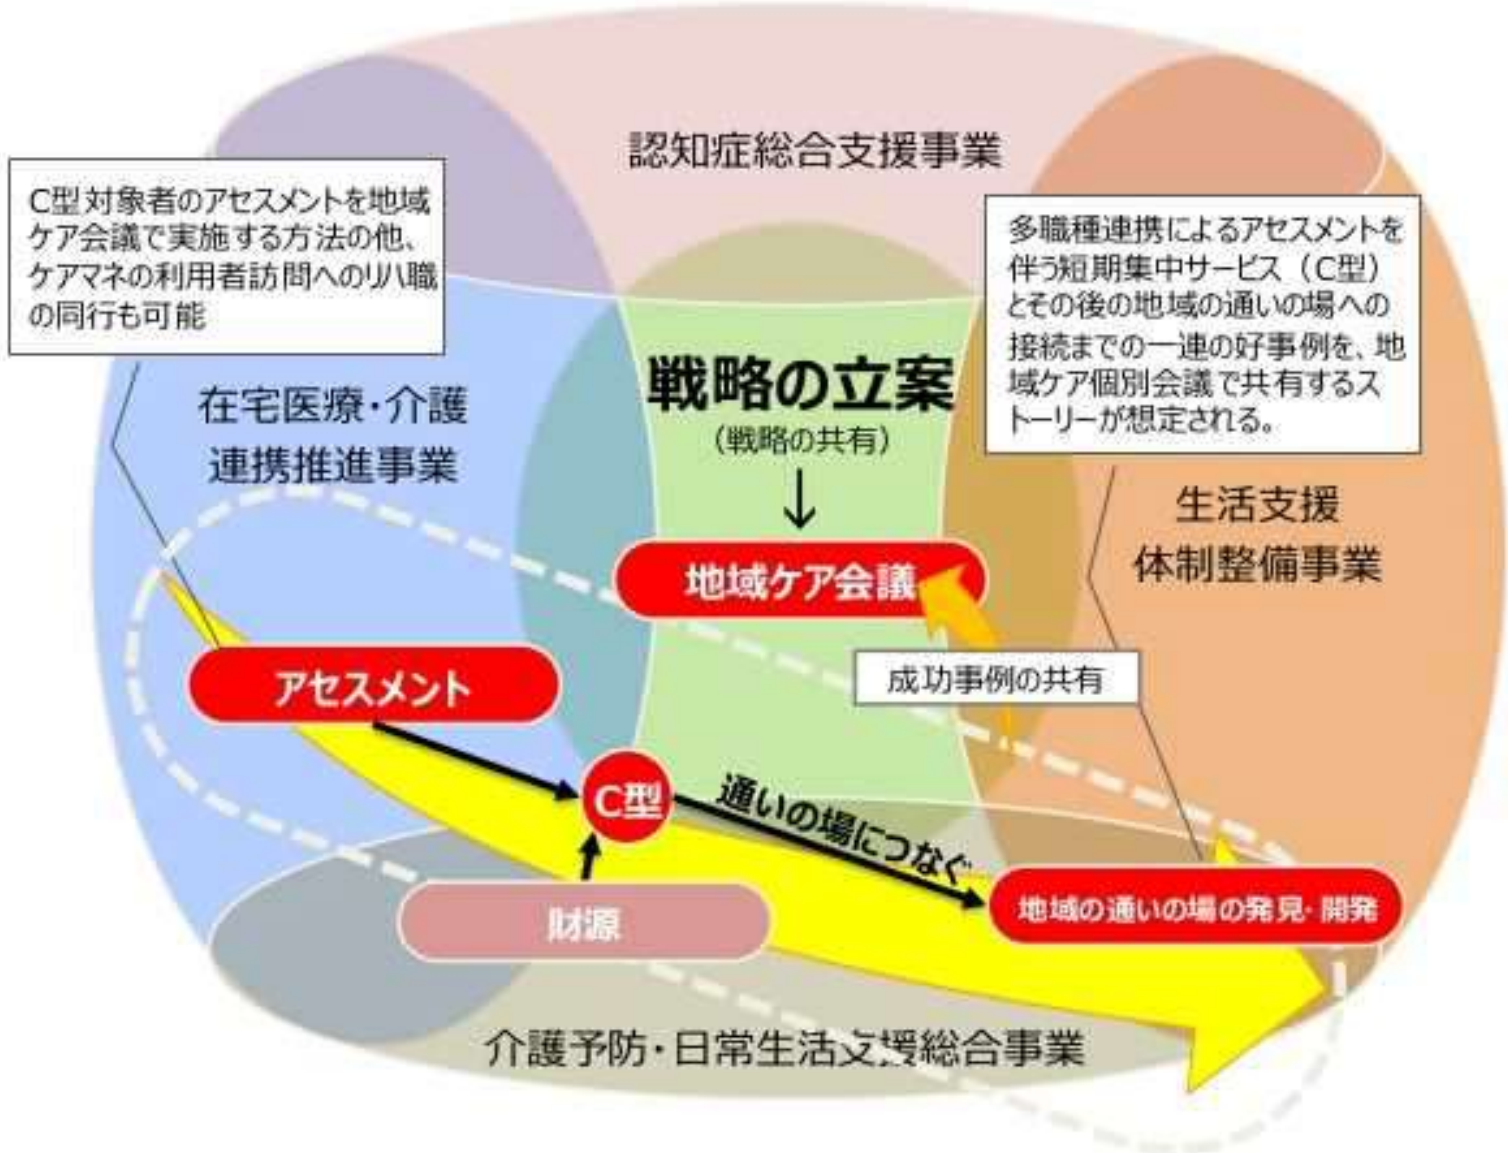 認知症総合支援事業
C型対象者のアセスメントを地域
ケア会議で実施する方法の他、
ケアマネの利用者訪問へのリハ職
の同行も可能
多職種連携によるアセスメントを
伴う短期集中サービス（C型）
とその後の地域の通いの場への
接続までの一連の好事例を、地
域ケア個別会議で共有するス
トーリーが想定される。
在宅医療・介護
連携推進事業
戦略の立案
（戦略の共有）
生活支援
体制整備事業
地域ケア会議
アセスメント
成功事例の共有
C型
通いの場につなぐ
財源
地域の通いの場の発見・開発
介護予防・日常生活支援総合事業